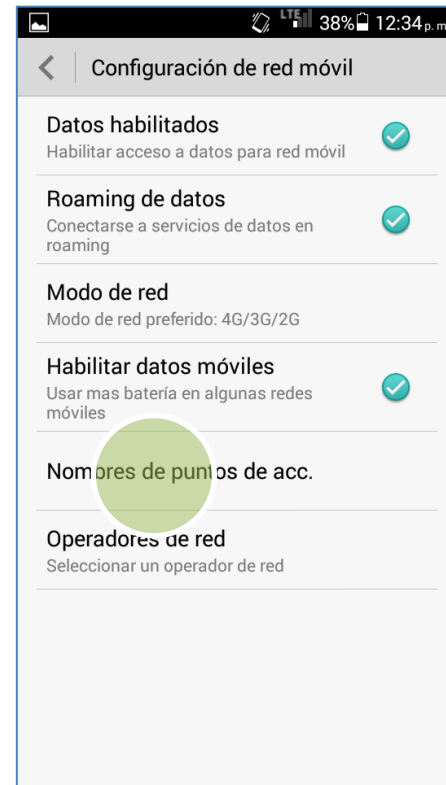 LTE 38% 12:34 p. m
Configuración de red móvil
Datos habilitados
Habilitar acceso a datos para red móvil
Roaming de datos
Conectarse a servicios de datos en
roaming
Modo de red
Modo de red preferido: 4G/3G/2G
Habilitar datos móviles
Usar mas batería en algunas redes
móviles
Nombres de puntos de acc.
Operadores de red
Seleccionar un operador de red